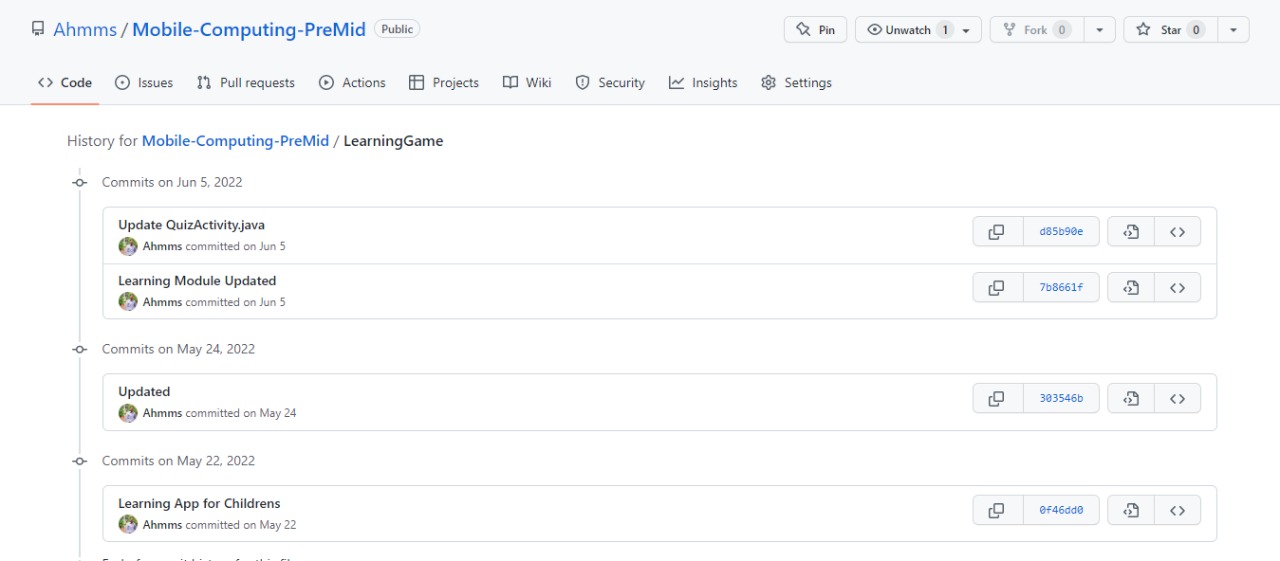 Ahmms / Mobile-Computing-PreMid Public Pin Unwatch 1 Fork 0 Star 0
Code Issues Pull requests Actions Projects Wiki Security Insights Settings
History for Mobile-Computing-PreMid / LearningGame
Commits on Jun 5, 2022
Update QuizActivity.java
d85b90e
Ahmms committed on Jun 5
Learning Module Updated
7b8661f
Ahmms committed on Jun 5
Commits on May 24, 2022
Updated
303546b
Ahmms committed on May 24
Commits on May 22, 2022
Learning App for Childrens
0f46dd0
Ahmms committed on May 22